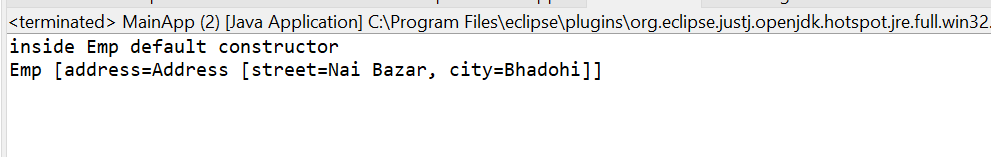 <terminated> MainApp (2) [Java Application] C:\Program Files\eclipse\plugins\org.eclipse.justj.openjdk.hotspot.jre.full.win32.
inside Emp default constructor
Emp [address=Address [street=Nai Bazar, city=Bhadohi]]